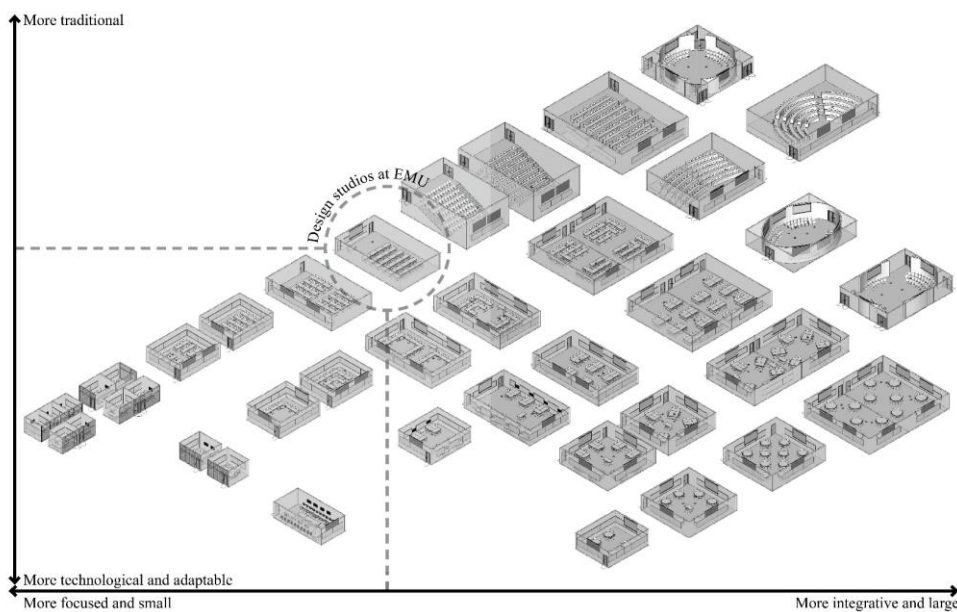 More traditional
Design studios at EMU
More technological and adaptable
More focused and small
More integrative and large